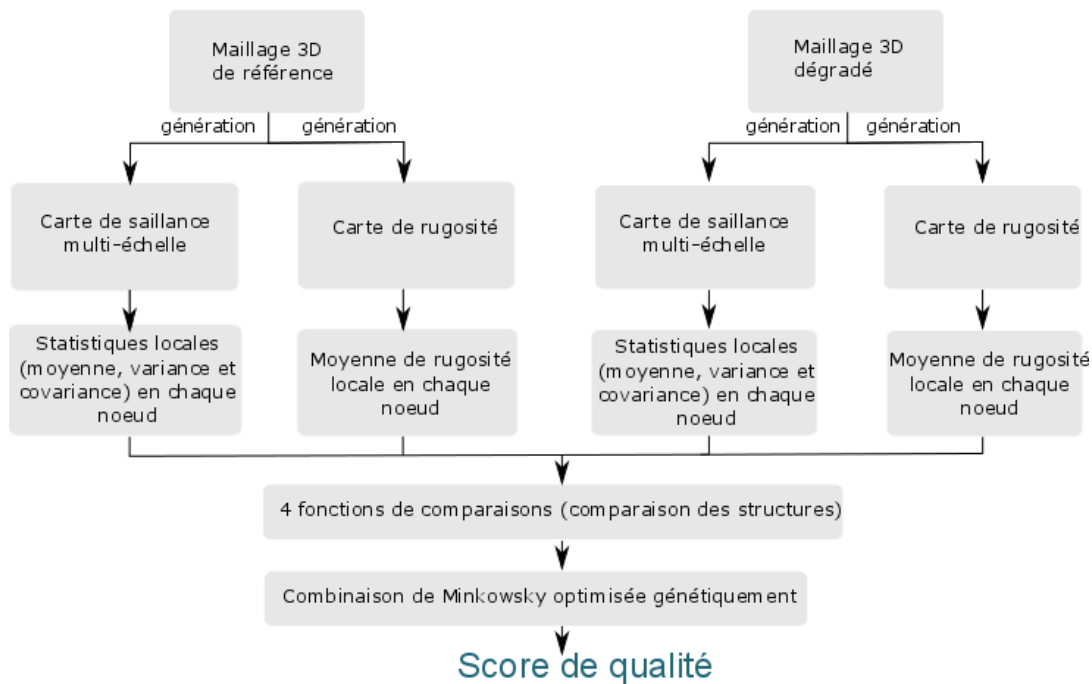 Maillage 3D
de référence
Maillage 3D
dégradé
génération
génération
génération
génération
Carte de saillance
multi-échelle
Carte de rugosité
Carte de saillance
multi-échelle
Carte de rugosité
Statistiques locales
(moyenne, variance et
covariance) en chaque
noeud
Moyenne de rugosité
locale en chaque
noeud
Statistiques locales
(moyenne, variance et
covariance) en chaque
noeud
Moyenne de rugosité
locale en chaque
noeud
4 fonctions de comparaisons (comparaison des structures)
Combinaison de Minkowsky optimisée génétiquement
Score de qualité